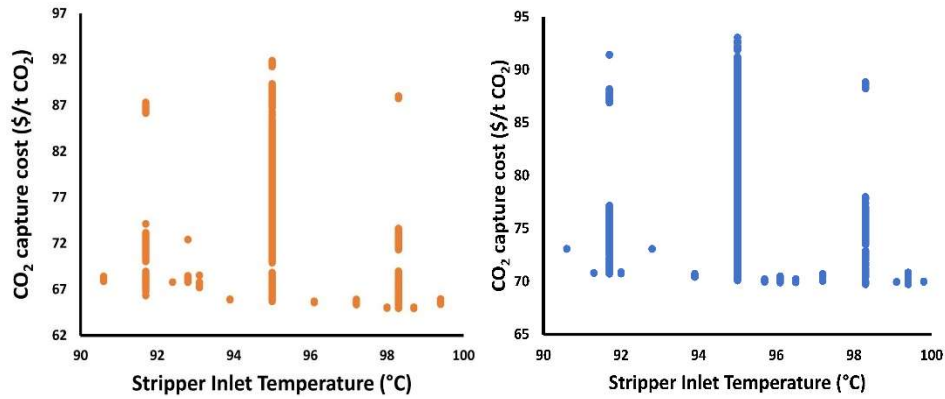 CO2 capture cost ($/t CO2)
97
92
87
82
77
72
67
62
90 92 94 96 98 100
Stripper Inlet Temperature (°C)
CO2 capture cost ($/t CO2)
95
90
85
80
75
70
65
90 92 94 96 98 100
Stripper Inlet Temperature (°C)